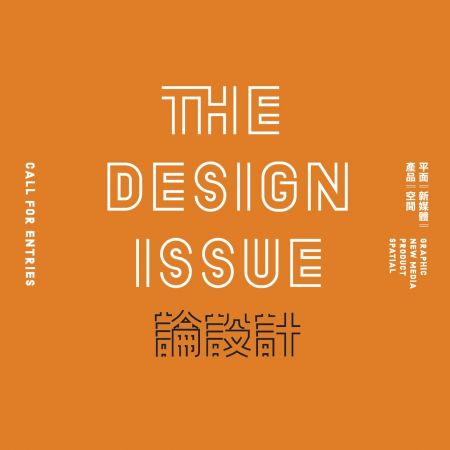 THE
DESIGN
ISSUE
論設計
CALL FOR ENTRIES
平面||新媒體||
產品||空間
GRAPHIC
NEW MEDIA
PRODUCT
SPATIAL